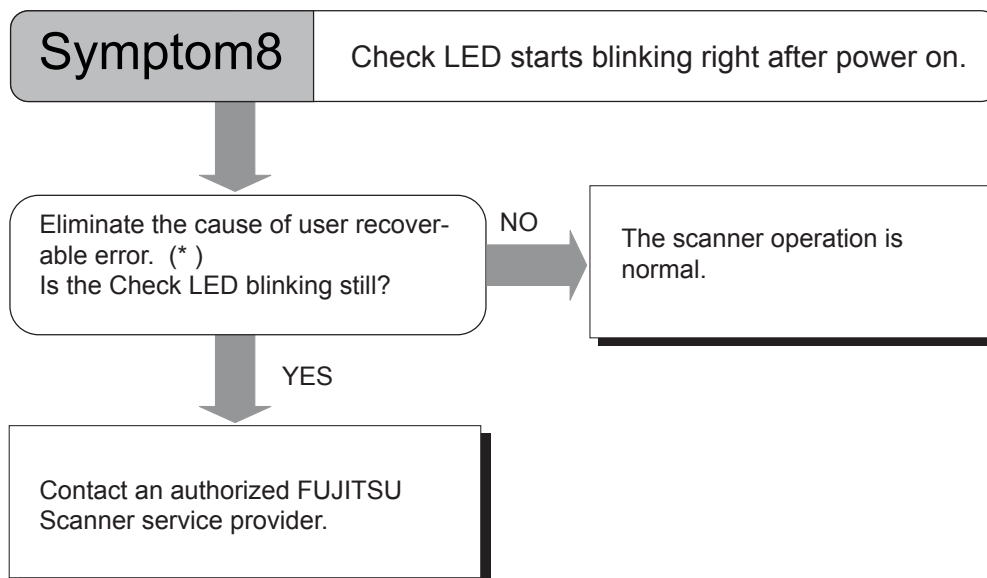 Symptom8
Check LED starts blinking right after power on.
Eliminate the cause of user recover-
able error. (* )
Is the Check LED blinking still?
NO
The scanner operation is
normal.
YES
Contact an authorized FUJITSU
Scanner service provider.